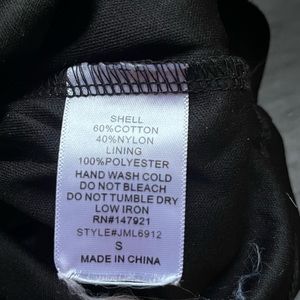 SHELL
60%COTTON
40%NYLON
LINING
100%POLYESTER
HAND WASH COLD
DO NOT BLEACH
DO NOT TUMBLE DRY
LOW IRON
RN#147921
STYLE#JML6912
S
MADE IN CHINA